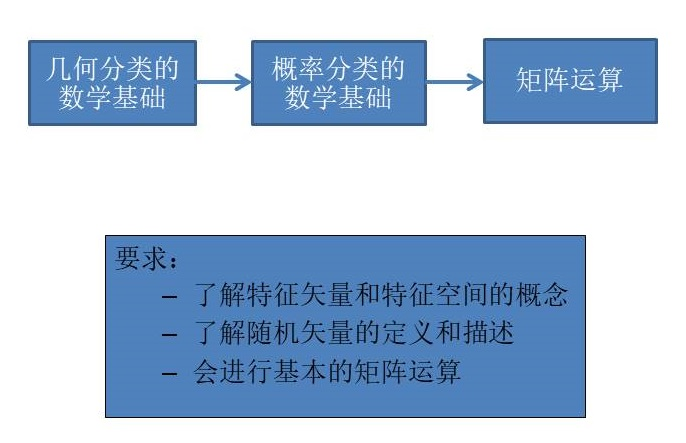 几何分类的
数学基础
概率分类的
数学基础
矩阵运算
要求：
– 了解特征矢量和特征空间的概念
– 了解随机矢量的定义和描述
– 会进行基本的矩阵运算